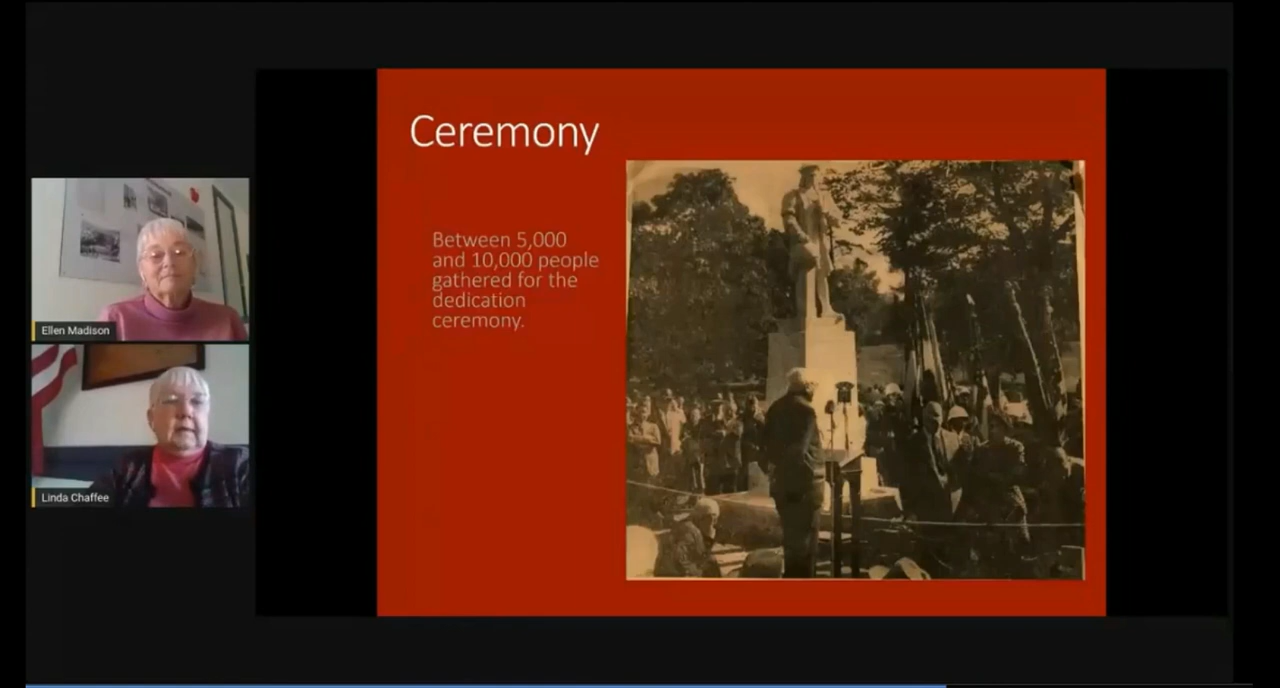 Ceremony
Between 5,000
and 10,000 people
gathered for the
dedication
ceremony.
Ellen Madison
Linda Chaffee